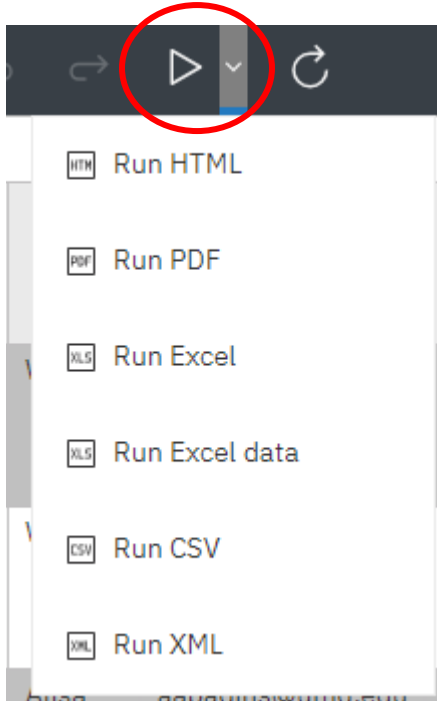 HTM Run HTML
PDF Run PDF
XLS Run Excel
XLS Run Excel data
CSV Run CSV
XML Run XML